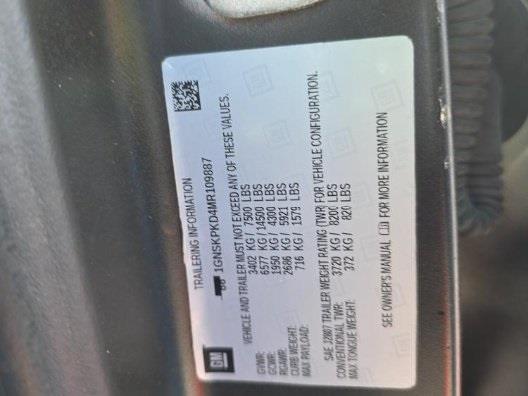 GM
TRAILERING INFORMATION
1GNSKPKD4MR109887
VEHICLE AND TRAILER MUST NOT EXCEED ANY OF THESE VALUES.
GVWR: 3402 KG / 7500 LBS
GCWR: 6577 KG / 14500 LBS
RGAWR: 1950 KG / 4300 LBS
CURB WEIGHT: 2686 KG / 5921 LBS
MAX PAYLOAD: 716 KG / 1579 LBS
SAE J2807 TRAILER WEIGHT RATING (TWR) FOR VEHICLE CONFIGURATION.
CONVENTIONAL TWR: 3720 KG / 8200 LBS
MAX TONGUE WEIGHT: 372 KG / 820 LBS
SEE OWNER'S MANUAL FOR MORE INFORMATION